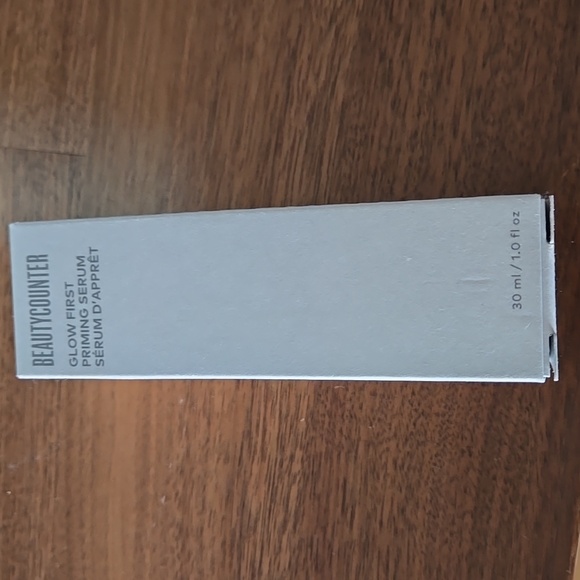 BEAUTYCOUNTER
GLOW FIRST
PRIMING SERUM
SÉRUM D'APPRÊT
30 ml / 1.0 fl oz